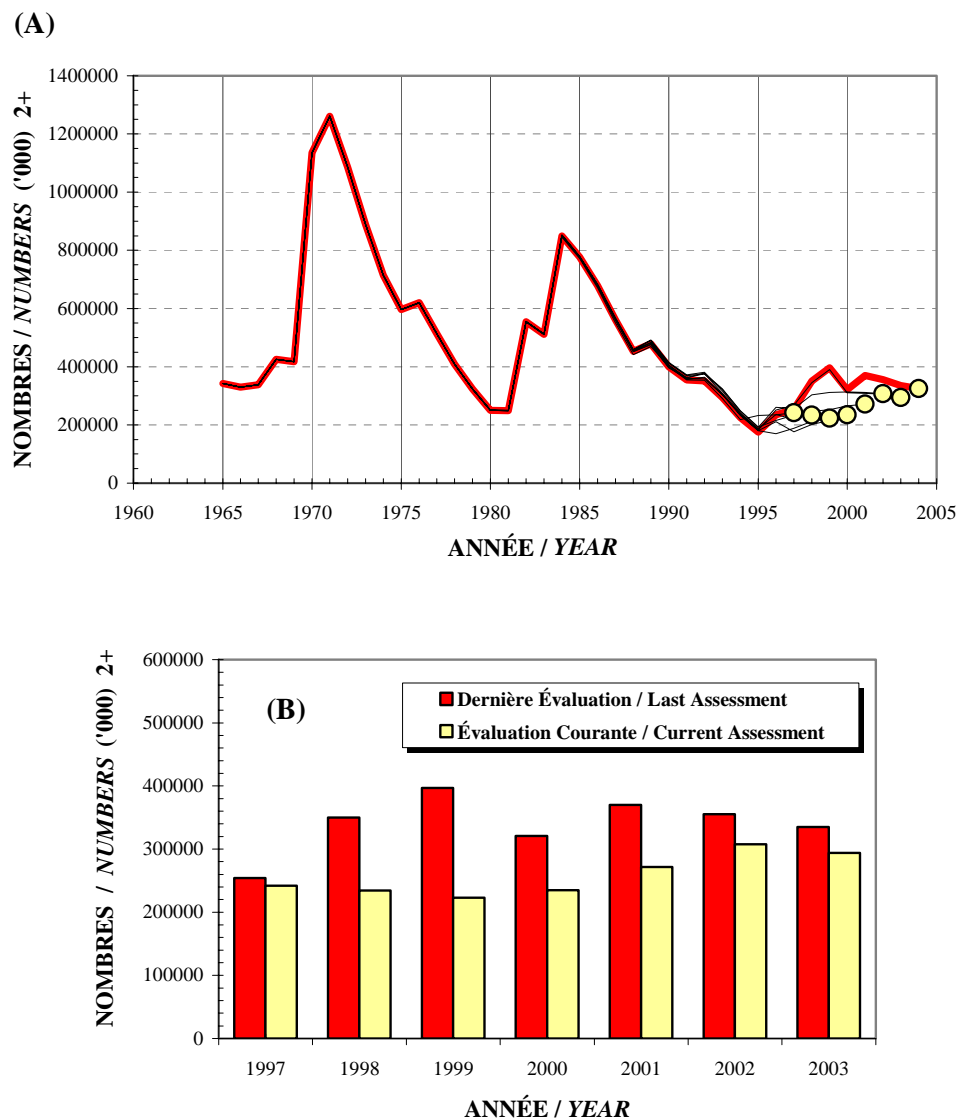 (A)
NOMBRES / NUMBERS ('000) 2+
1400000
1200000
1000000
800000
600000
400000
200000
0
1960 1965 1970 1975 1980 1985 1990 1995 2000 2005
ANNÉE / YEAR
(B)
NOMBRES / NUMBERS ('000) 2+
600000
500000
400000
300000
200000
100000
0
Dernière Évaluation / Last Assessment
Évaluation Courante / Current Assessment
1997 1998 1999 2000 2001 2002 2003
ANNÉE / YEAR